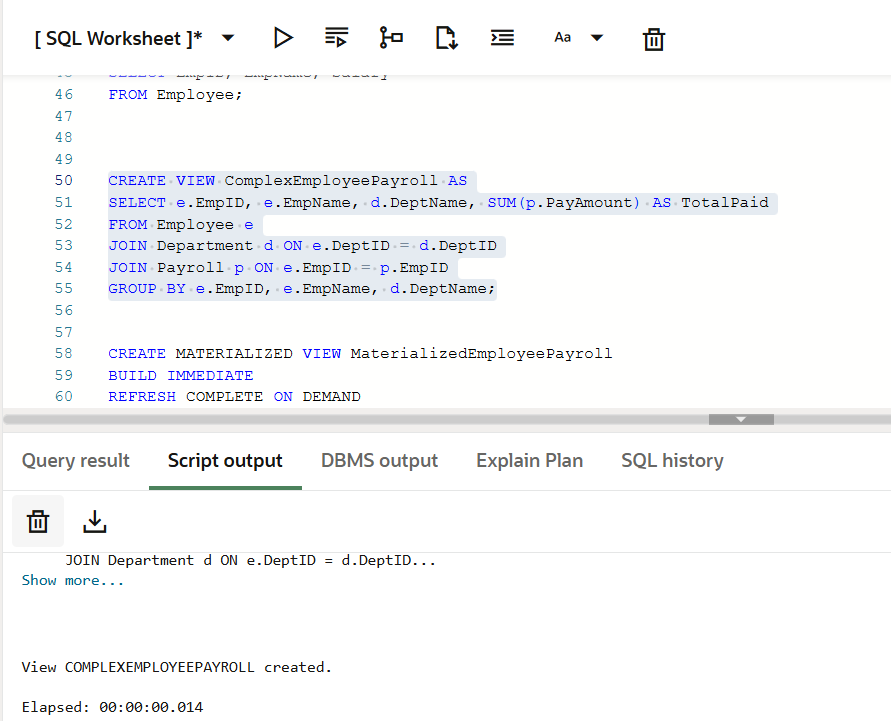 [ SQL Worksheet ]*
Aa
46 FROM Employee;
47
48
49
50 CREATE VIEW ComplexEmployeePayroll AS
51 SELECT e.EmpID, e.EmpName, d.DeptName, SUM(p.PayAmount) AS TotalPaid
52 FROM Employee e
53 JOIN Department d ON e.DeptID = d.DeptID
54 JOIN Payroll p ON e.EmpID = p.EmpID
55 GROUP BY e.EmpID, e.EmpName, d.DeptName;
56
57
58 CREATE MATERIALIZED VIEW MaterializedEmployeePayroll
59 BUILD IMMEDIATE
60 REFRESH COMPLETE ON DEMAND
Query result Script output DBMS output Explain Plan SQL history
JOIN Department d ON e.DeptID = d.DeptID...
Show more...
View COMPLEXEMPLOYEEPAYROLL created.
Elapsed: 00:00:00.014